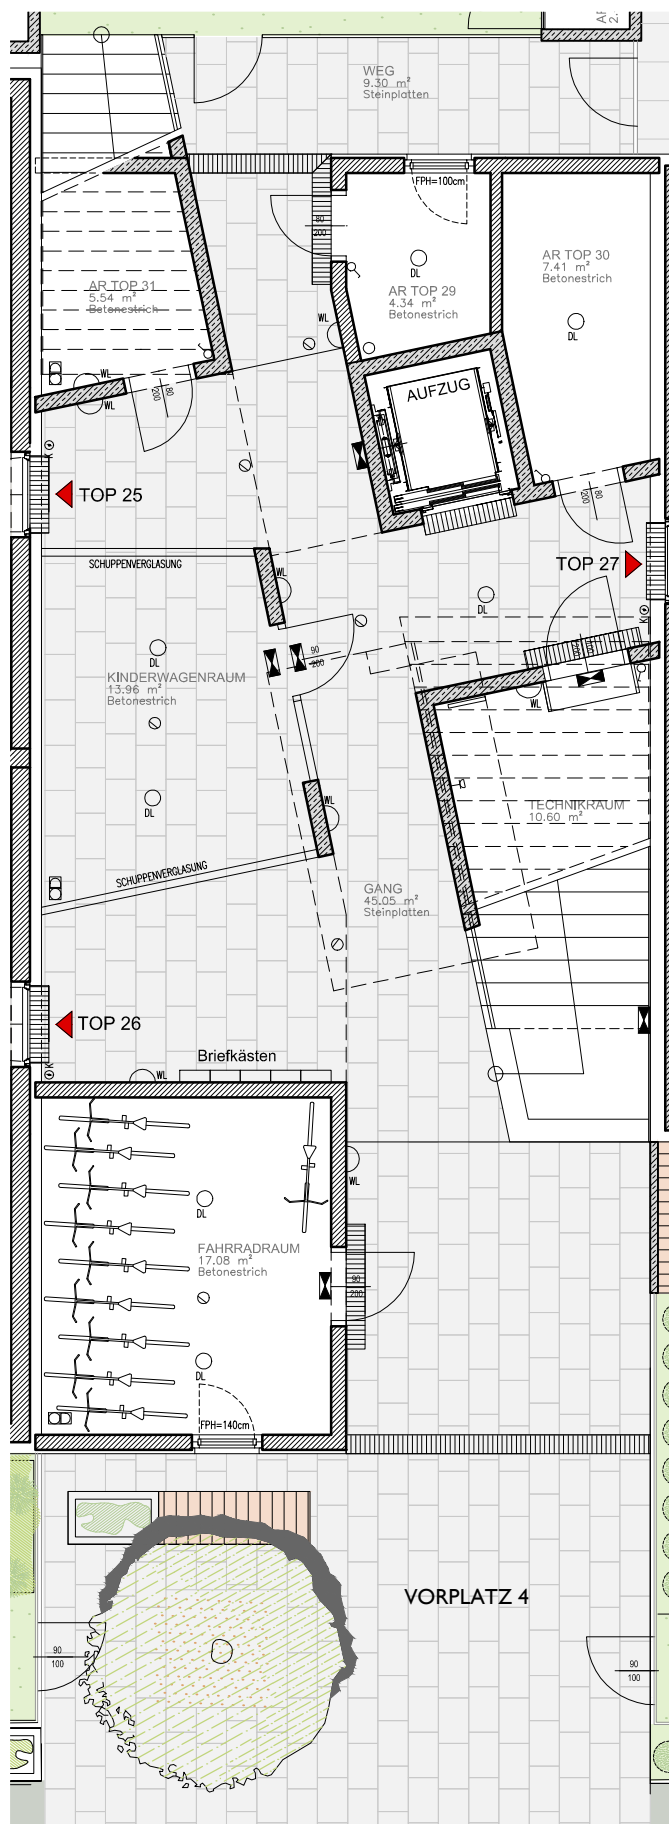 AR
2.
WEG
9.30 m²
Steinplatten
FPH=100cm
80
200
DL
AR TOP 30
7.41 m²
Betonestrich
AR TOP 31
5.54 m²
Betonestrich
AR TOP 29
4.34 m²
Betonestrich
DL
WL
WL
WL
80
200
AUFZUG
K
TOP 25
80
200
SCHUPPENVERGLASUNG
TOP 27
WL
DL
K
90
200
DL
KINDERWAGENRAUM
13.96 m²
Betonestrich
WL
DL
TECHNIKRAUM
10.60 m²
WL
SCHUPPENVERGLASUNG
GANG
45.05 m²
Steinplatten
TOP 26
K
Briefkästen
WL
WL
DL
FAHRRADRAUM
17.08 m²
Betonestrich
90
200
DL
FPH=140cm
VORPLATZ 4
90
100
90
100